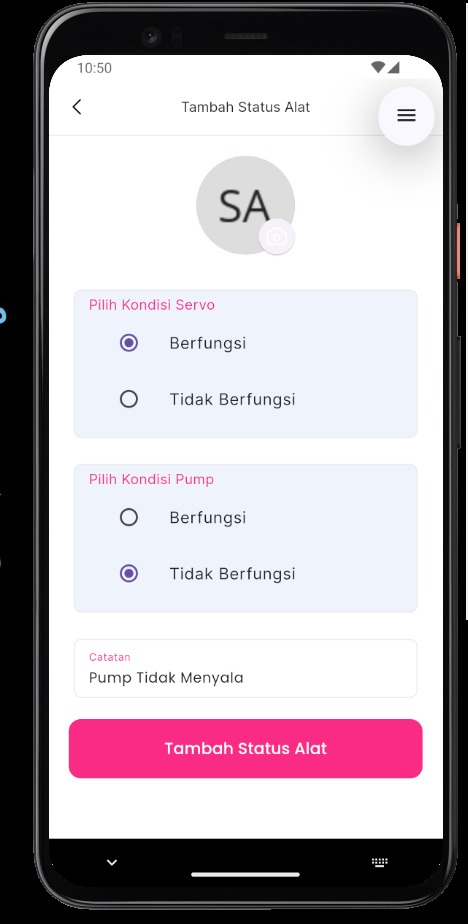 10:50
Tambah Status Alat
SA
Pilih Kondisi Servo
Berfungsi
Tidak Berfungsi
Pilih Kondisi Pump
Berfungsi
Tidak Berfungsi
Catatan
Pump Tidak Menyala
Tambah Status Alat